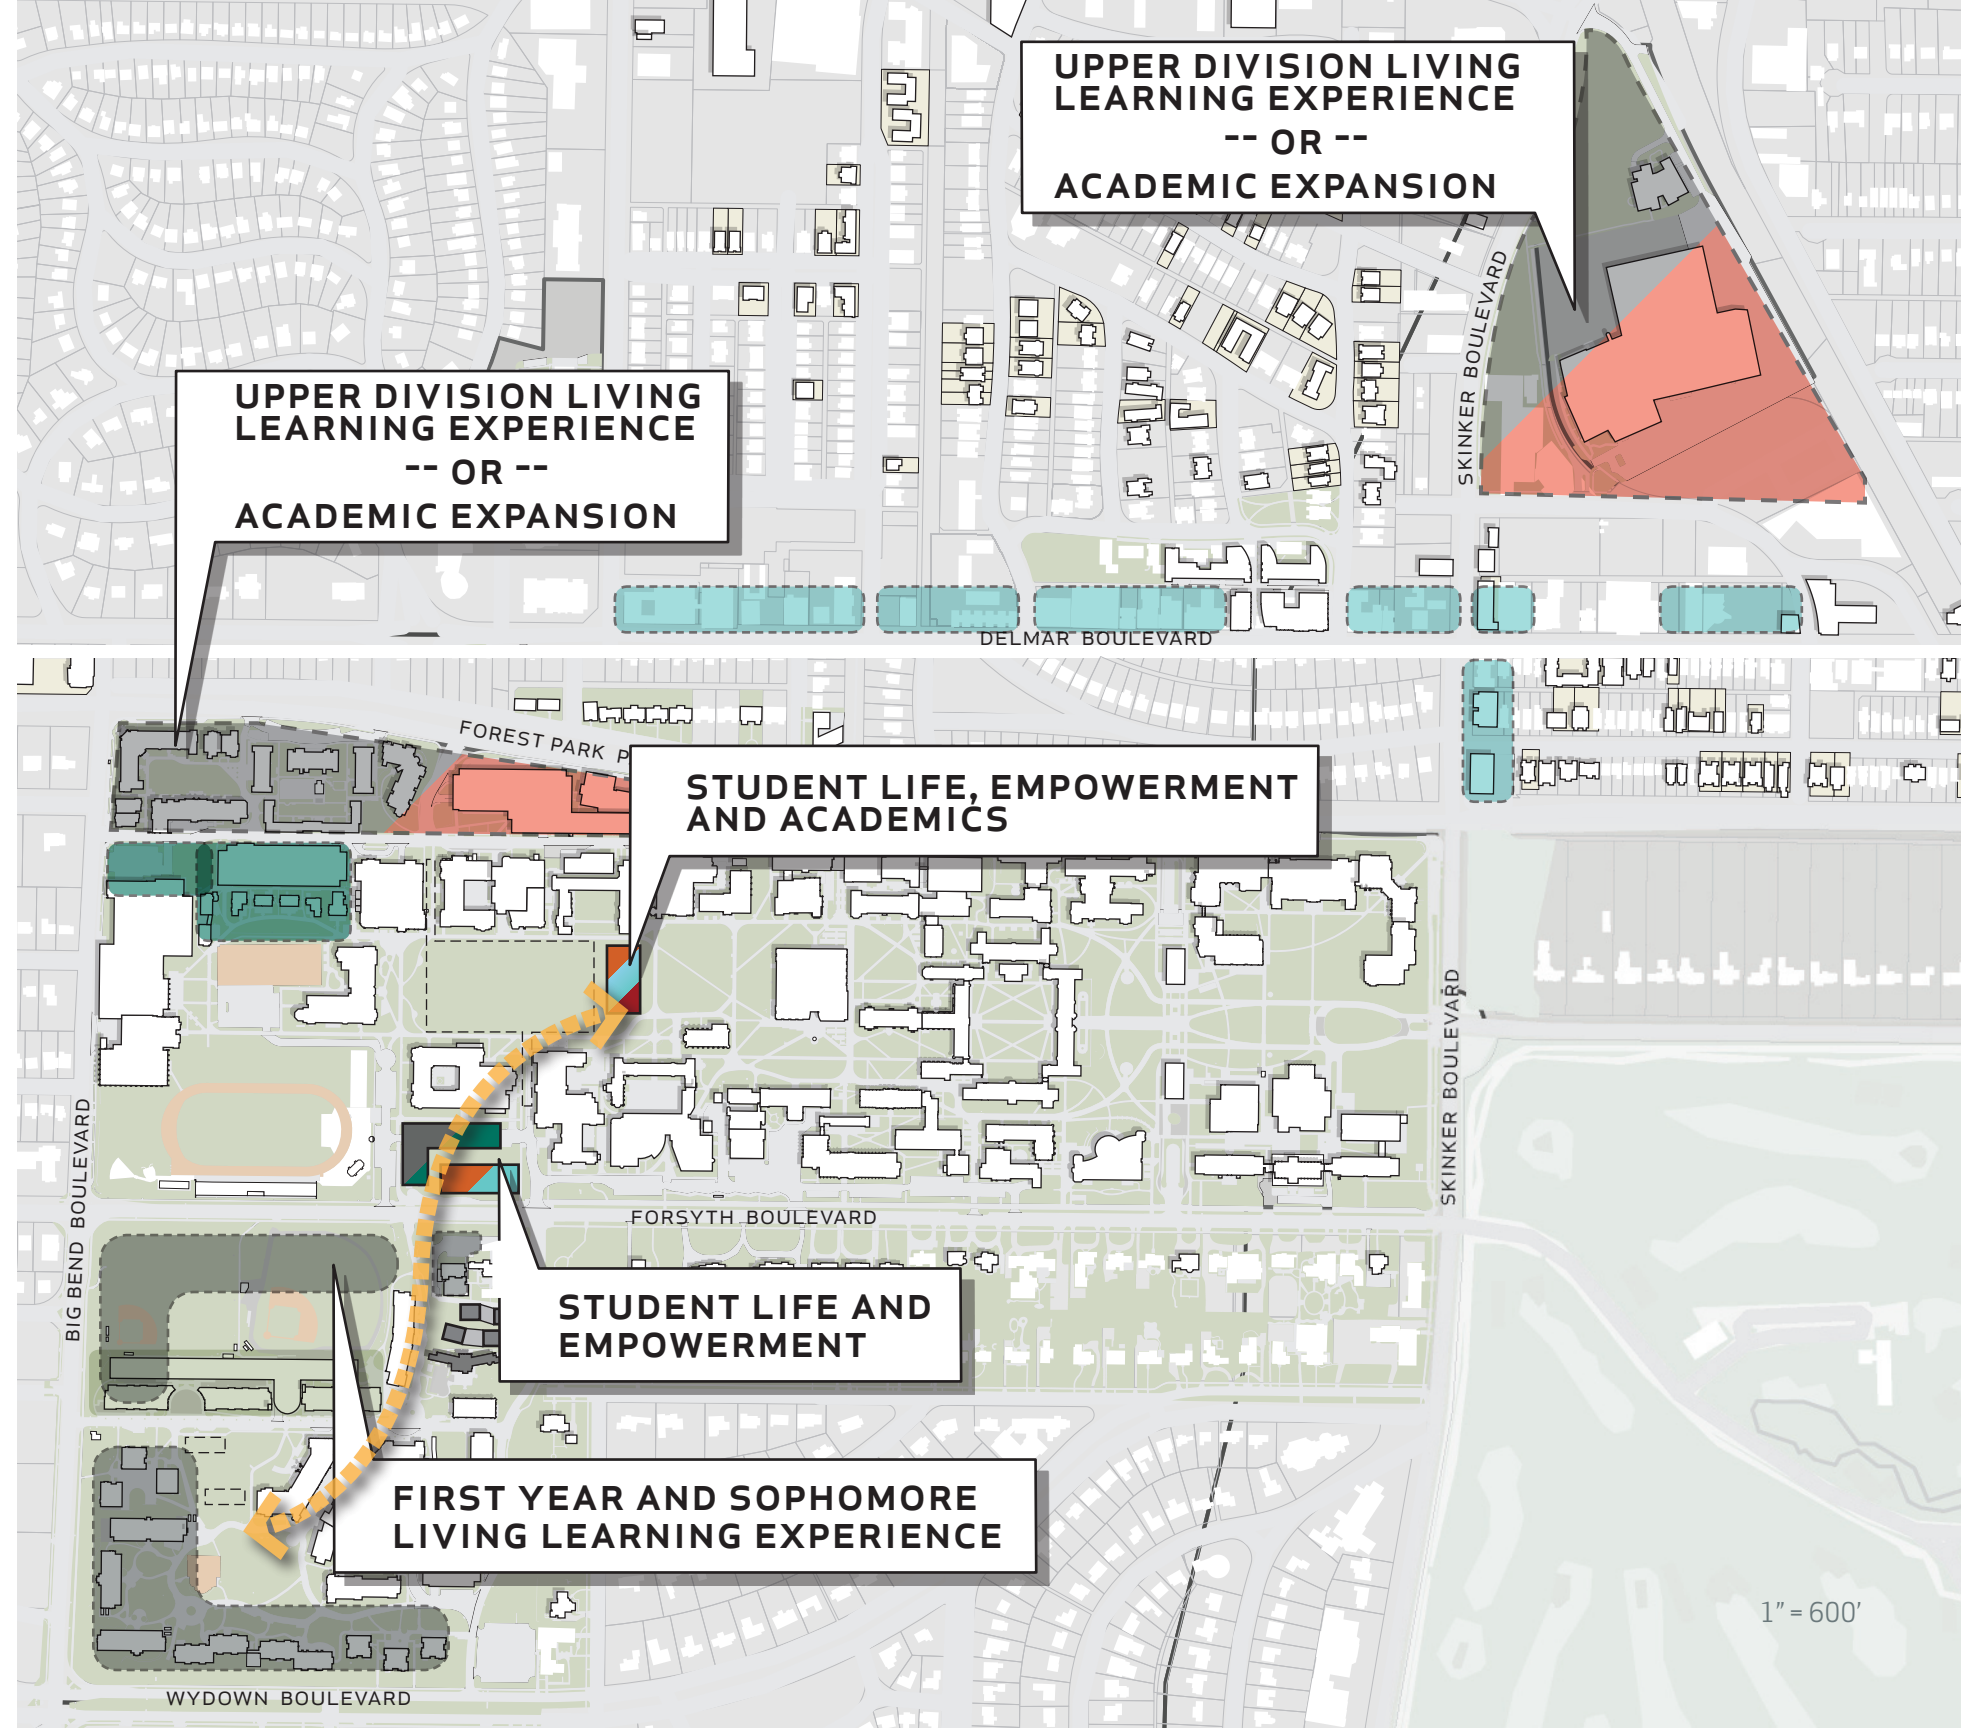 UPPER DIVISION LIVING
LEARNING EXPERIENCE
-- OR --
ACADEMIC EXPANSION
SKINKER BOULEVARD
UPPER DIVISION LIVING
LEARNING EXPERIENCE
-- OR --
ACADEMIC EXPANSION
DELMAR BOULEVARD
FOREST PARK P
STUDENT LIFE, EMPOWERMENT
AND ACADEMICS
SKINKER BOULEVARD
BIG BEND BOULEVARD
FORSYTH BOULEVARD
STUDENT LIFE AND
EMPOWERMENT
FIRST YEAR AND SOPHOMORE
LIVING LEARNING EXPERIENCE
1" = 600'
WYDOWN BOULEVARD